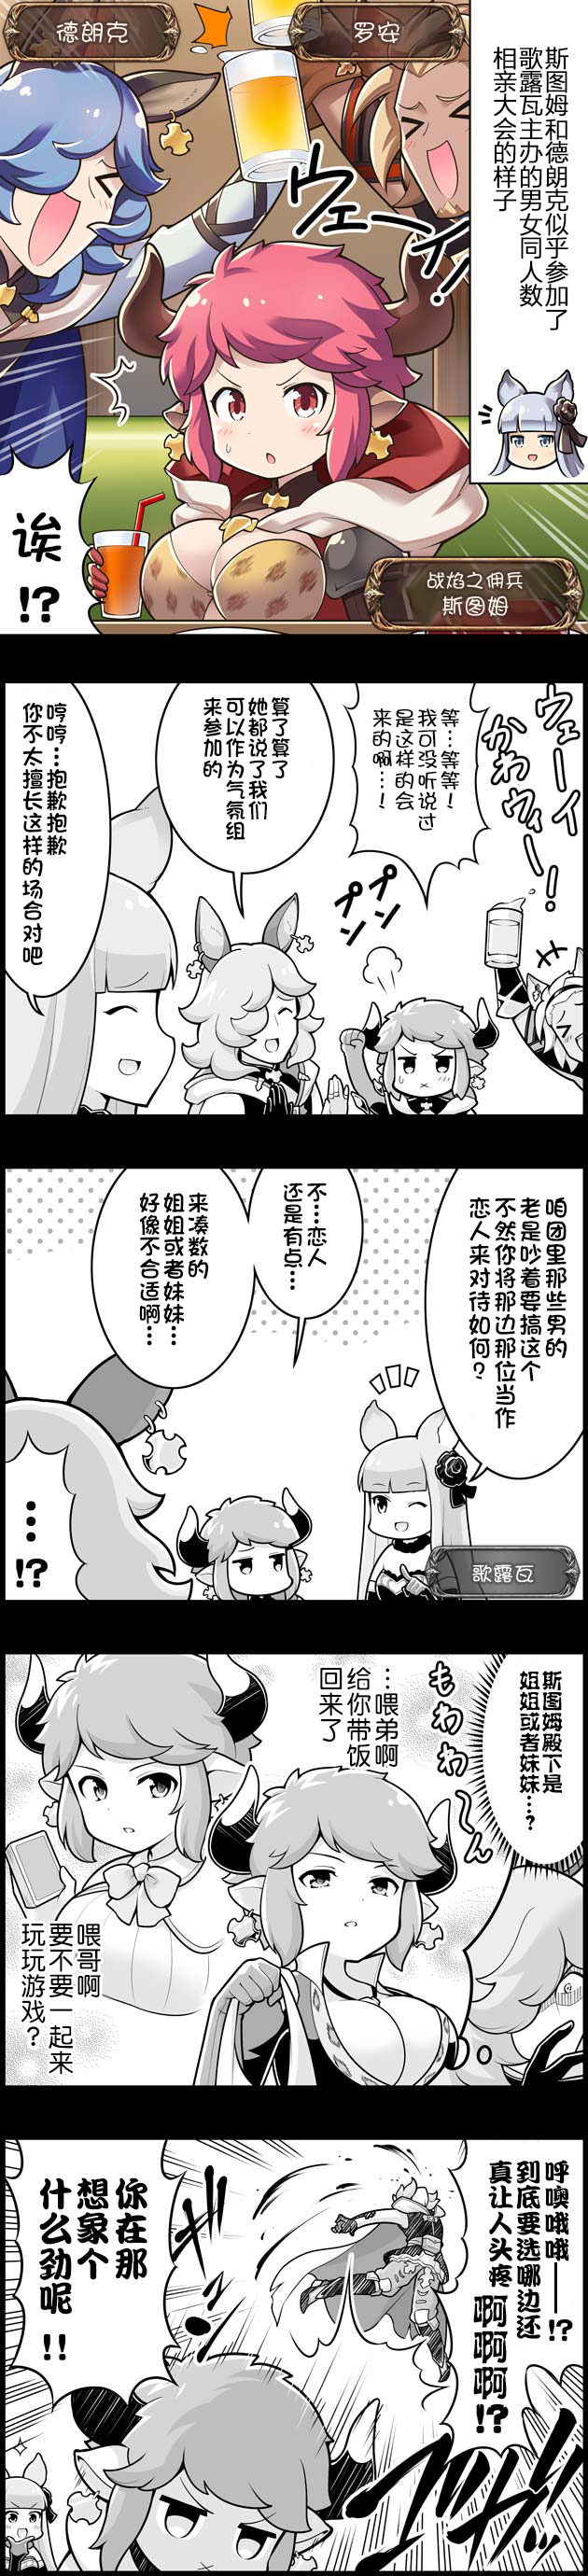 斯图姆和德朗克似乎参加了
歌露瓦主办的男女同人数
相亲大会的样子
罗安
德朗克
ウェーイ!
诶
!?
战焰之佣兵
斯图姆
ウェーイ
かわウィー!
等…等等!
我可没听说过
是这样的会
来的啊…!
算了算了
她都说了我们
可以作为气氛组
来参加的
哼哼…抱歉抱歉
你不太擅长这样的场合对吧
プン
プン
咱团里那些男的
老是吵着要搞这个
不然你将那边那位当作
恋人来对待如何?
不…恋人
还是有点…
来凑数的
姐姐或者妹妹…
好像不合适啊…
…
!?
歌露瓦
斯图姆殿下是
姐姐或者妹妹…?
もわわ〜ん
…喂弟啊
给你带饭
回来了
喂哥啊
要不要一起来
玩玩游戏?
呼噢哦哦——!?
到底要选哪边还
真让人头疼
啊啊啊!?
你在那
想象个
什么劲呢
!!